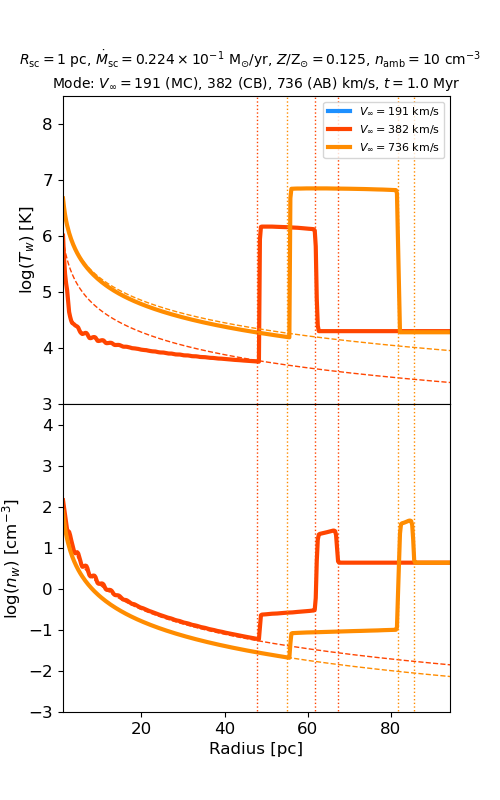 R_sc = 1 pc, Ṁ_sc = 0.224 × 10⁻¹ M_⊙/yr, Z/Z_⊙ = 0.125, n_amb = 10 cm⁻³
Mode: V_∞ = 191 (MC), 382 (CB), 736 (AB) km/s, t = 1.0 Myr
V_∞ = 191 km/s
V_∞ = 382 km/s
V_∞ = 736 km/s
log(T_w) [K]
8
7
6
5
4
3
log(n_w) [cm⁻³]
4
3
2
1
0
−1
−2
−3
20 40 60 80
Radius [pc]